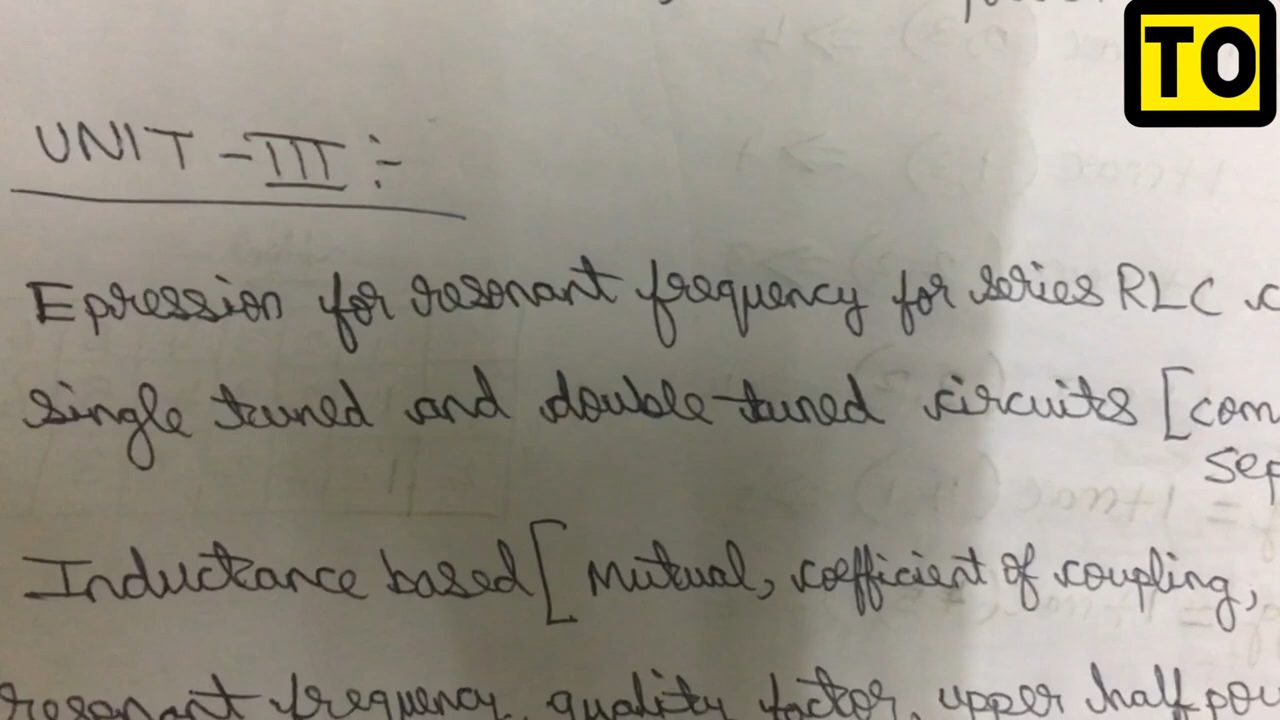 TO
UNIT - III :-
Epression for resonant frequency for series RLC c
single tuned and double-tuned circuits [com
sep
Inductance based [ Mutual, coefficient of coupling,
resonant frequency, quality factor, upper half pow